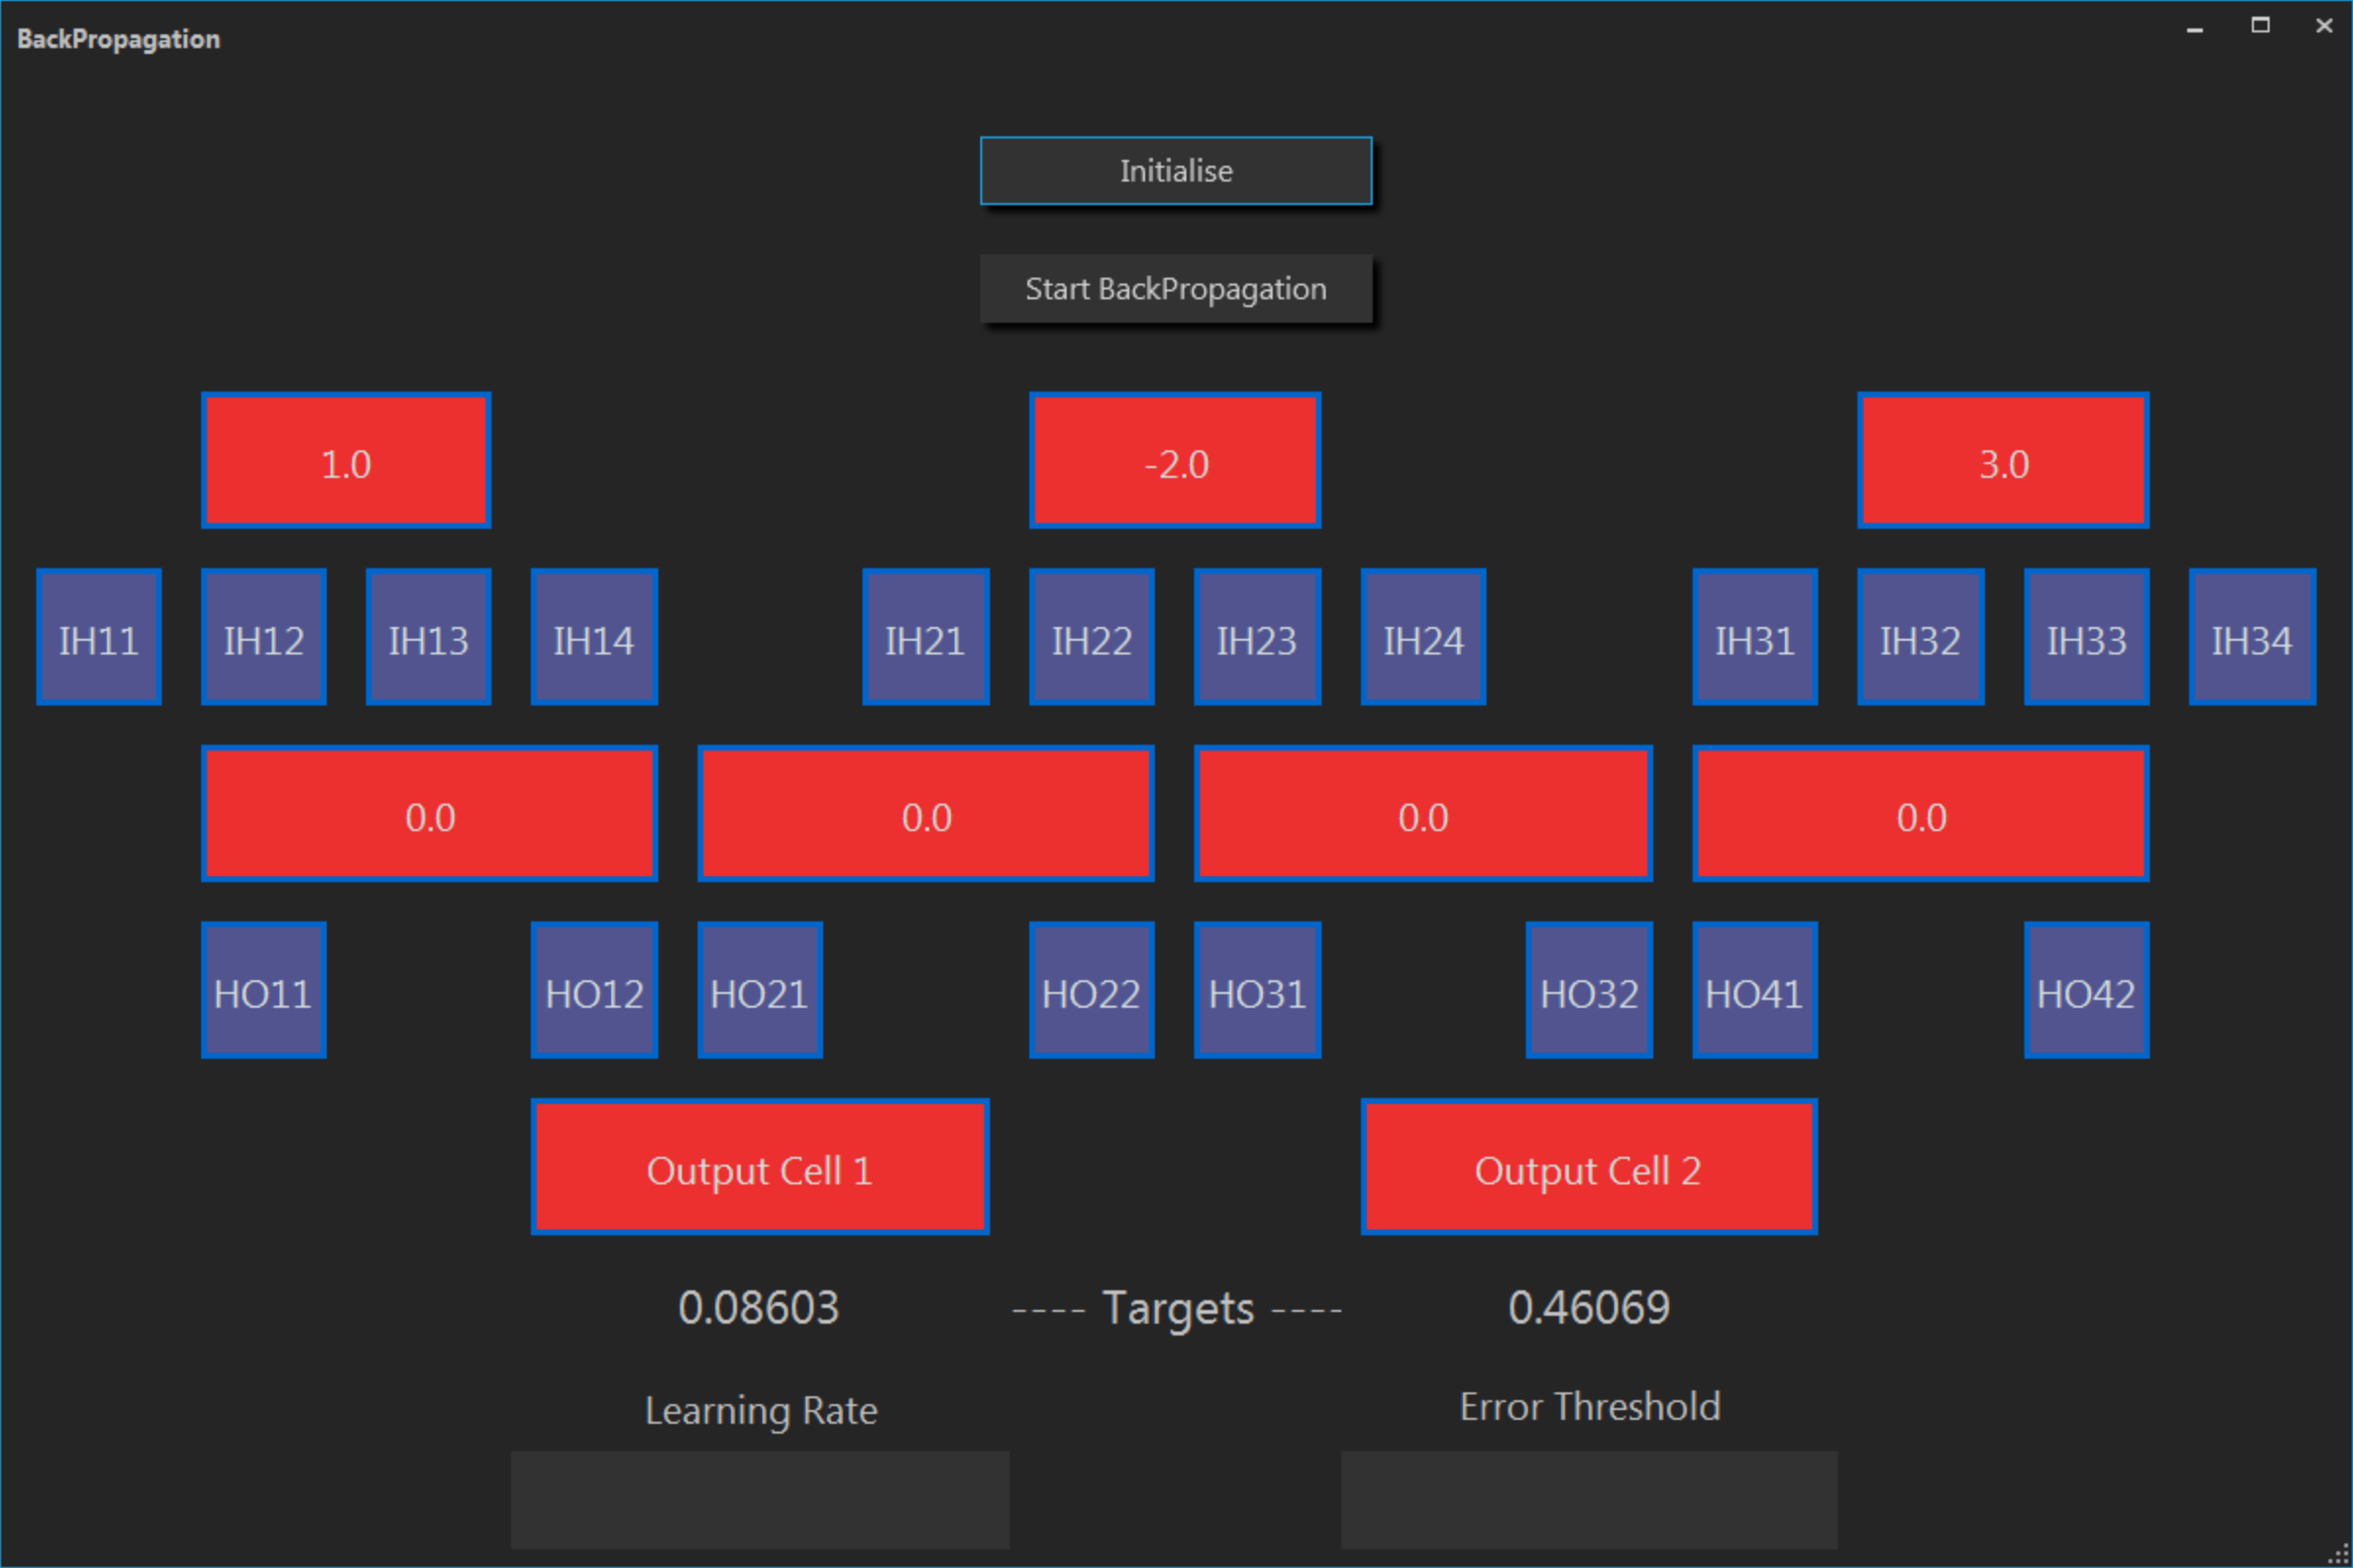 BackPropagation
Initialise
Start BackPropagation
1.0 -2.0 3.0
IH11 IH12 IH13 IH14 IH21 IH22 IH23 IH24 IH31 IH32 IH33 IH34
0.0 0.0 0.0 0.0
HO11 HO12 HO21 HO22 HO31 HO32 HO41 HO42
Output Cell 1 Output Cell 2
0.08603 ---- Targets ---- 0.46069
Learning Rate Error Threshold